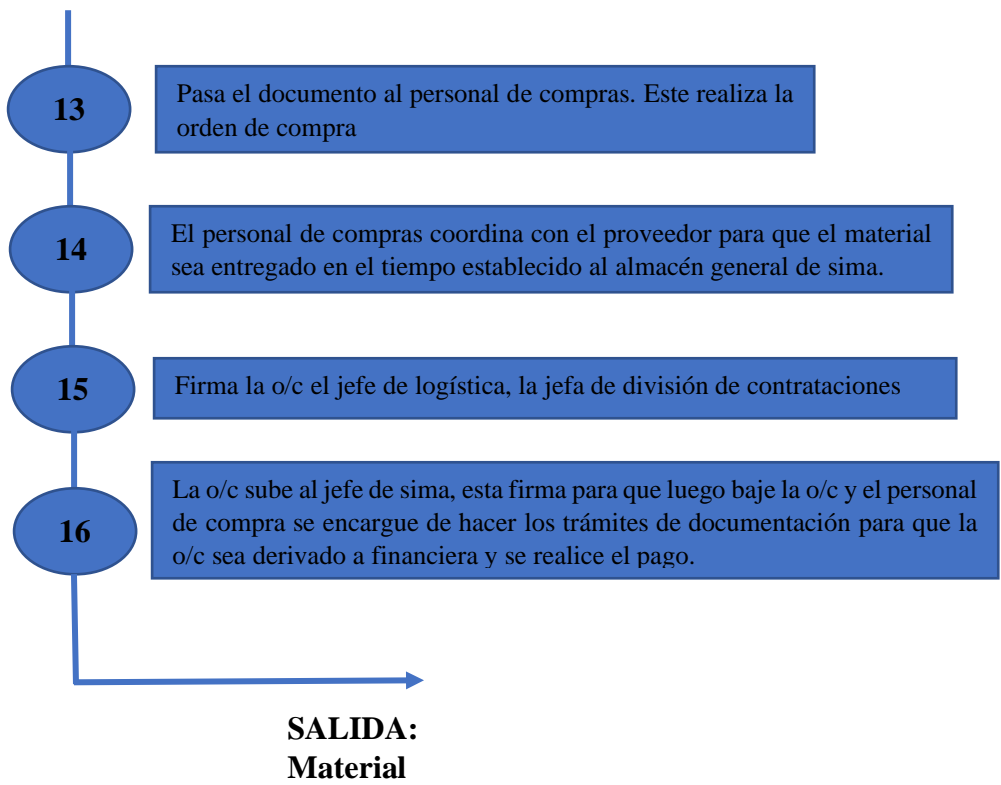 13
Pasa el documento al personal de compras. Este realiza la
orden de compra
14
El personal de compras coordina con el proveedor para que el material
sea entregado en el tiempo establecido al almacén general de sima.
15
Firma la o/c el jefe de logística, la jefa de división de contrataciones
16
La o/c sube al jefe de sima, esta firma para que luego baje la o/c y el personal
de compra se encargue de hacer los trámites de documentación para que la
o/c sea derivado a financiera y se realice el pago.
SALIDA:
Material